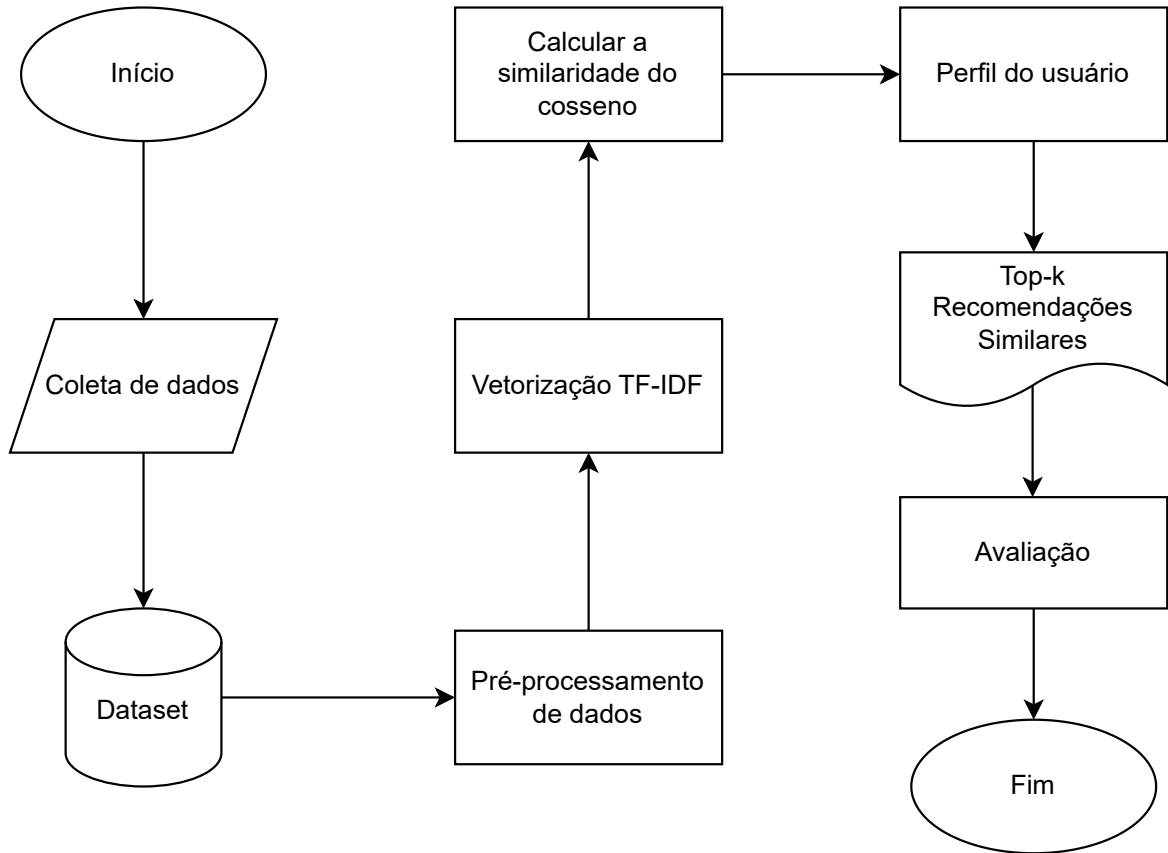 Início
Coleta de dados
Dataset
Pré-processamento
de dados
Vetorização TF-IDF
Calcular a
similaridade do
cosseno
Perfil do usuário
Top-k
Recomendações
Similares
Avaliação
Fim